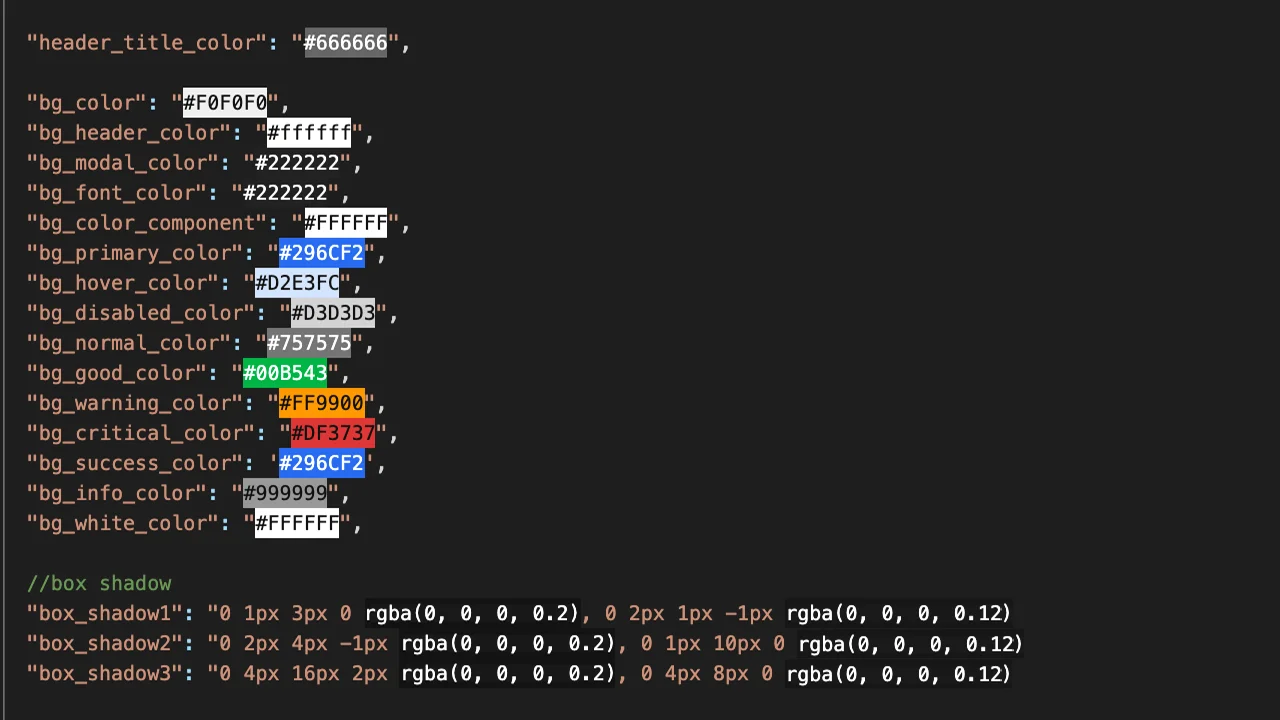 "header_title_color": "#666666",
"bg_color": "#F0F0F0",
"bg_header_color": "#ffffff",
"bg_modal_color": "#222222",
"bg_font_color": "#222222",
"bg_color_component": "#FFFFFF",
"bg_primary_color": "#296CF2",
"bg_hover_color": "#D2E3FC",
"bg_disabled_color": "#D3D3D3",
"bg_normal_color": "#757575",
"bg_good_color": "#00B543",
"bg_warning_color": "#FF9900",
"bg_critical_color": "#DF3737",
"bg_success_color": '#296CF2',
"bg_info_color": "#999999",
"bg_white_color": "#FFFFFF",
//box shadow
"box_shadow1": "0 1px 3px 0 rgba(0, 0, 0, 0.2), 0 2px 1px -1px rgba(0, 0, 0, 0.12)
"box_shadow2": "0 2px 4px -1px rgba(0, 0, 0, 0.2), 0 1px 10px 0 rgba(0, 0, 0, 0.12)
"box_shadow3": "0 4px 16px 2px rgba(0, 0, 0, 0.2), 0 4px 8px 0 rgba(0, 0, 0, 0.12)